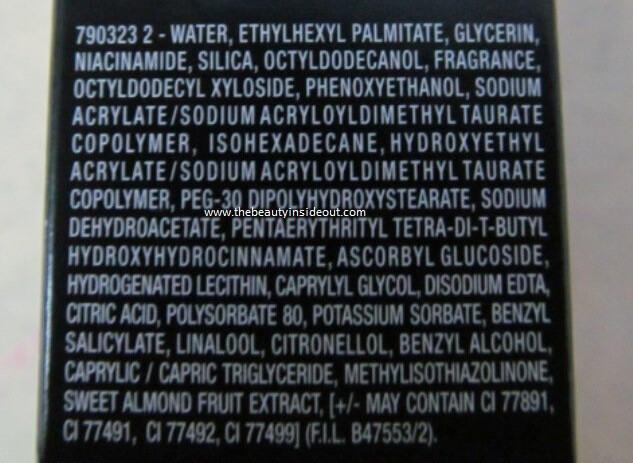 790323 2 - WATER, ETHYLHEXYL PALMITATE, GLYCERIN,
NIACINAMIDE, SILICA, OCTYLDODECANOL, FRAGRANCE,
OCTYLDODECYL XYLOSIDE, PHENOXYETHANOL, SODIUM
ACRYLATE/SODIUM ACRYLOYLDIMETHYL TAURATE
COPOLYMER, ISOHEXADECANE, HYDROXYETHYL
ACRYLATE/SODIUM ACRYLOYLDIMETHYL TAURATE
COPOLYMER, PEG-30 DIPOLYHYDROXYSTEARATE, SODIUM
www.thebeautyinsideout.com
DEHYDROACETATE, PENTAERYTHRITYL TETRA-DI-T-BUTYL
HYDROXYHYDROCINNAMATE, ASCORBYL GLUCOSIDE,
HYDROGENATED LECITHIN, CAPRYLYL GLYCOL, DISODIUM EDTA,
CITRIC ACID, POLYSORBATE 80, POTASSIUM SORBATE, BENZYL
SALICYLATE, LINALOOL, CITRONELLOL, BENZYL ALCOHOL,
CAPRYLIC / CAPRIC TRIGLYCERIDE, METHYLISOTHIAZOLINONE,
SWEET ALMOND FRUIT EXTRACT, [+/- MAY CONTAIN CI 77891,
CI 77491, CI 77492, CI 77499] (F.I.L. B47553/2).